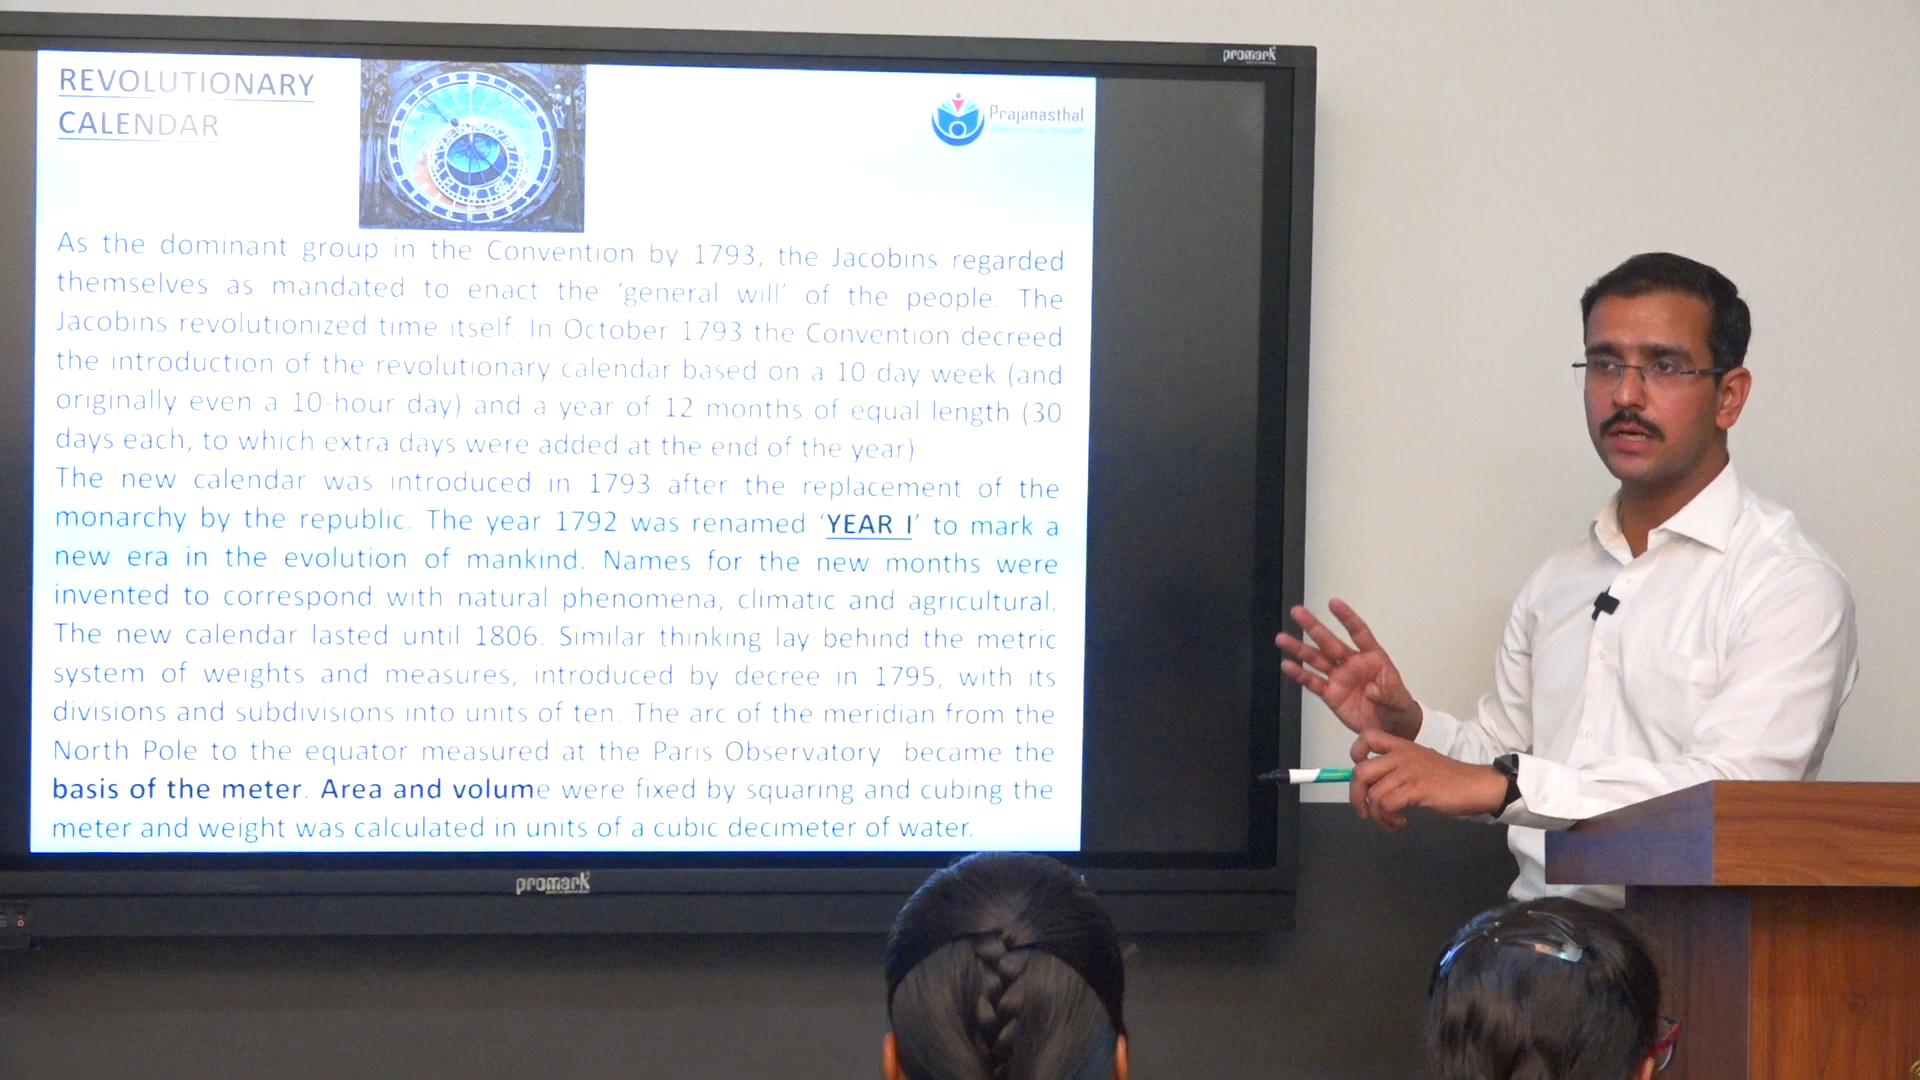 promark
REVOLUTIONARY
CALENDAR
Prajanasthal
As the dominant group in the Convention by 1793, the Jacobins regarded
themselves as mandated to enact the ‘general will’ of the people. The
Jacobins revolutionized time itself. In October 1793 the Convention decreed
the introduction of the revolutionary calendar based on a 10-day week (and
originally even a 10-hour day) and a year of 12 months of equal length (30
days each, to which extra days were added at the end of the year).
The new calendar was introduced in 1793 after the replacement of the
monarchy by the republic. The year 1792 was renamed ‘YEAR I’ to mark a
new era in the evolution of mankind. Names for the new months were
invented to correspond with natural phenomena, climatic and agricultural.
The new calendar lasted until 1806. Similar thinking lay behind the metric
system of weights and measures, introduced by decree in 1795, with its
divisions and subdivisions into units of ten. The arc of the meridian from the
North Pole to the equator measured at the Paris Observatory became the
basis of the meter. Area and volume were fixed by squaring and cubing the
meter and weight was calculated in units of a cubic decimeter of water.
promark